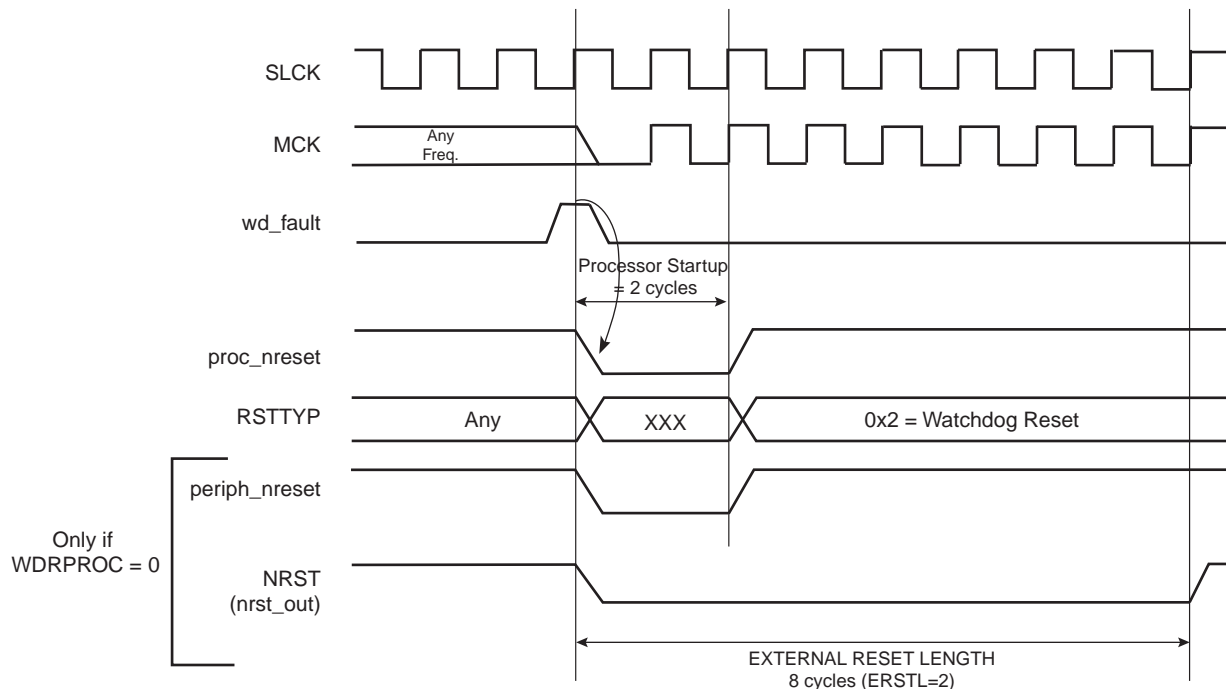 SLCK
MCK
Any
Freq.
wd_fault
Processor Startup
= 2 cycles
proc_nreset
RSTTYP
Any
XXX
0x2 = Watchdog Reset
periph_nreset
Only if
WDRPROC = 0
NRST
(nrst_out)
EXTERNAL RESET LENGTH
8 cycles (ERSTL=2)